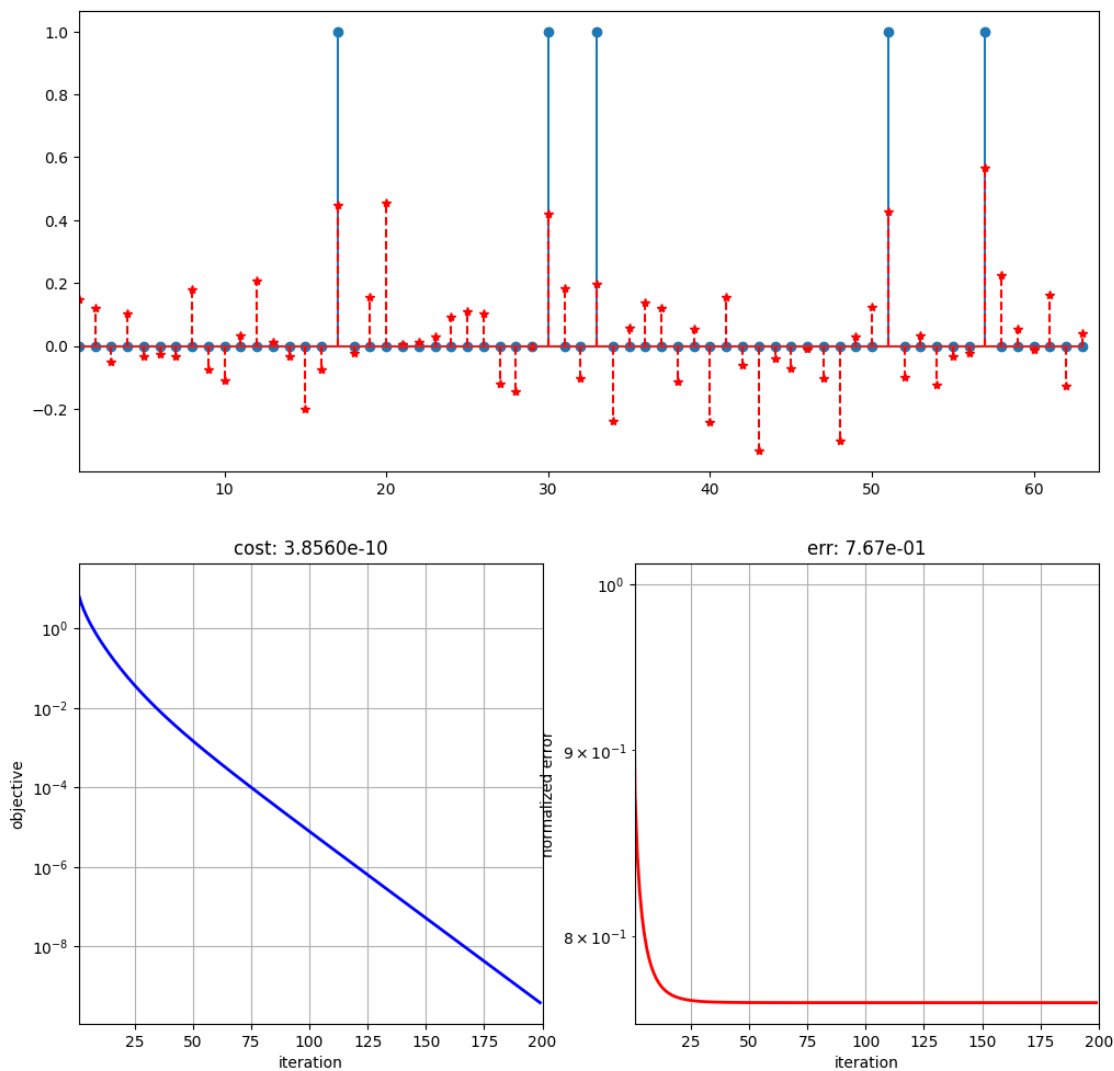 1.0
0.8
0.6
0.4
0.2
0.0
−0.2
10 20 30 40 50 60
cost: 3.8560e-10
objective
10⁰
10⁻²
10⁻⁴
10⁻⁶
10⁻⁸
25 50 75 100 125 150 175 200
iteration
err: 7.67e-01
normalized error
10⁰
9 × 10⁻¹
8 × 10⁻¹
25 50 75 100 125 150 175 200
iteration